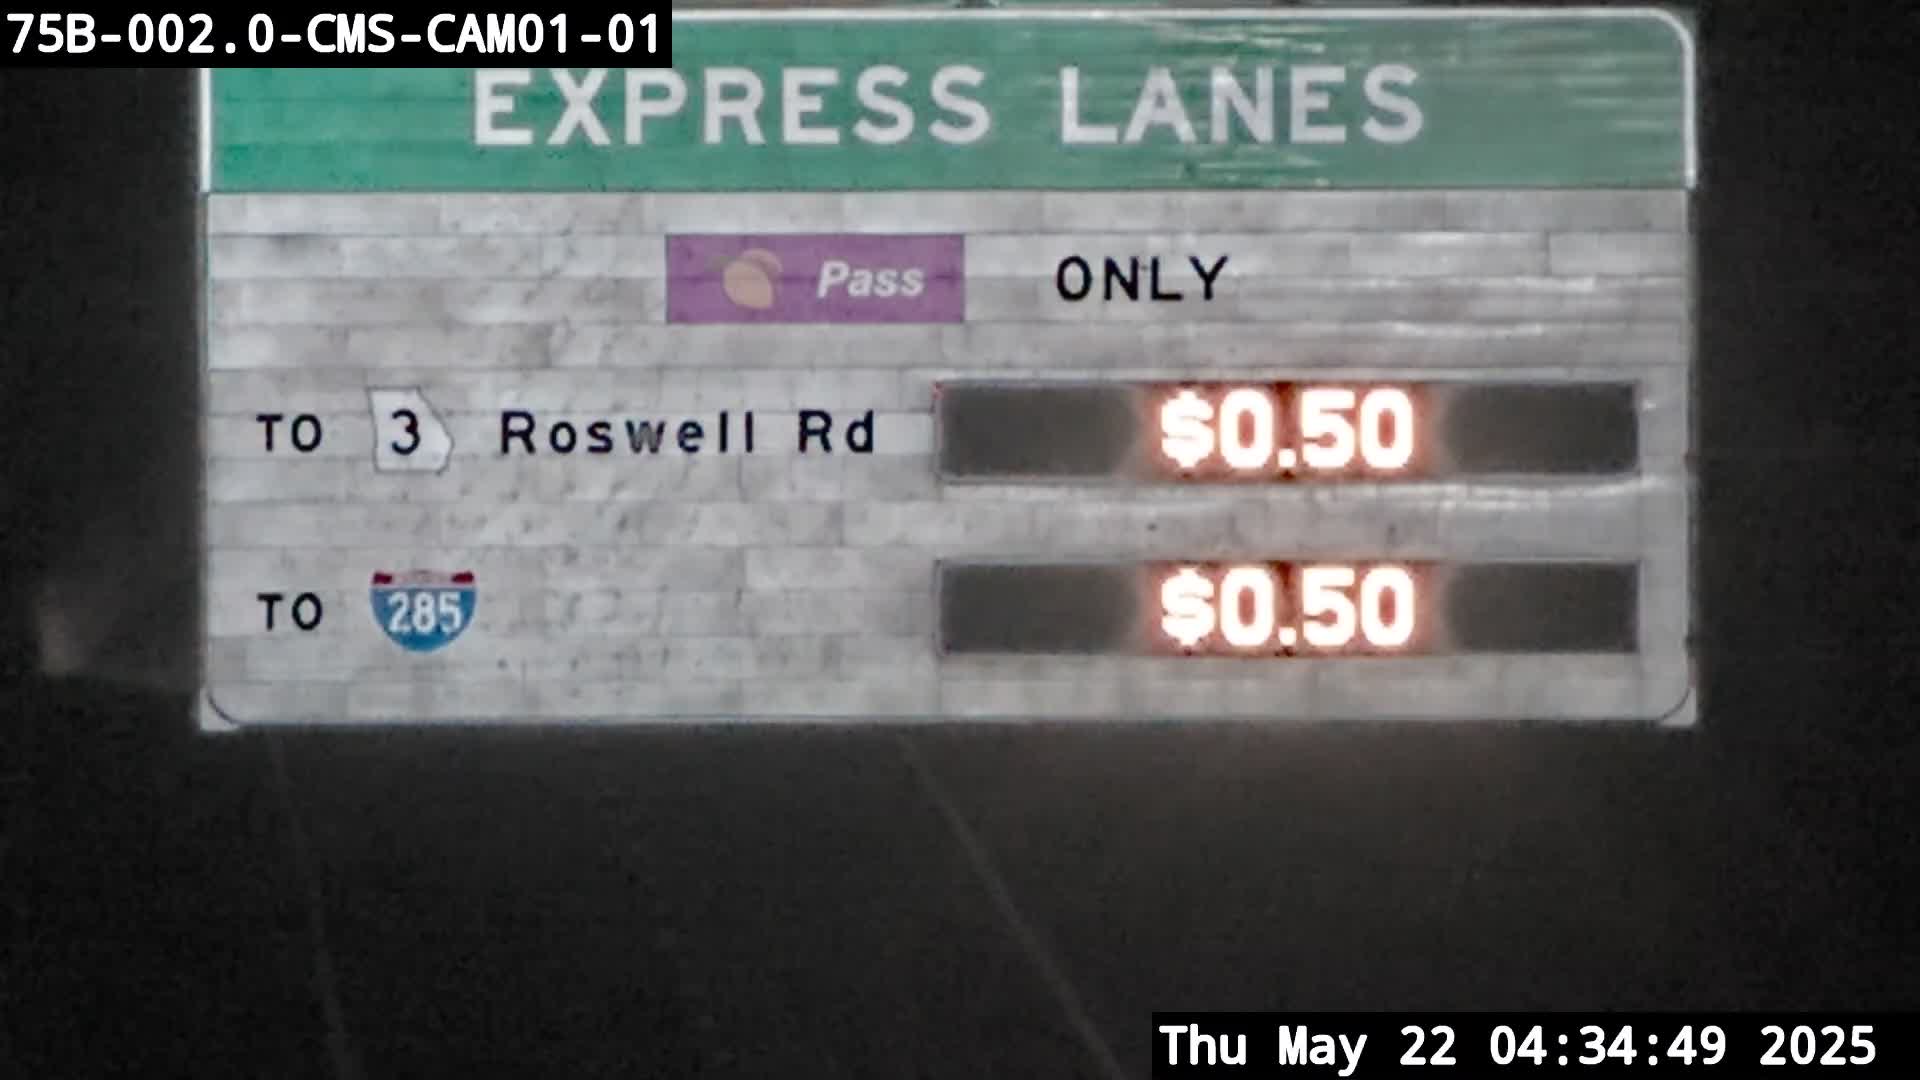 75B-002.0-CMS-CAM01-01
EXPRESS LANES
Pass ONLY
TO 3 Roswell Rd $0.50
TO 285 $0.50
Thu May 22 04:34:49 2025